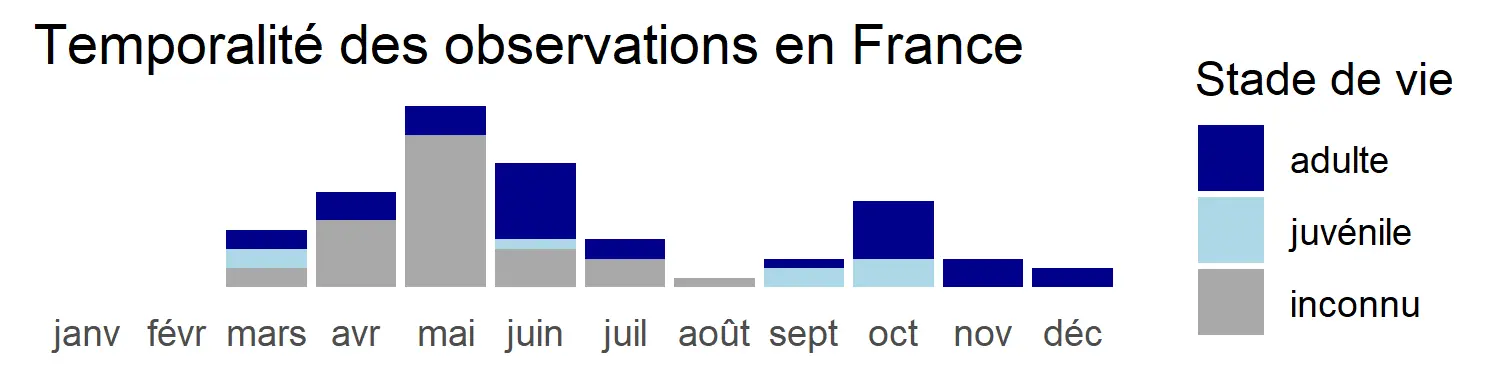 Temporalité des observations en France
janv févr mars avr mai juin juil août sept oct nov déc
Stade de vie
adulte
juvénile
inconnu